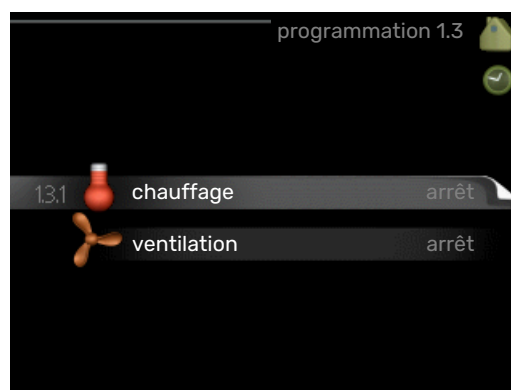 programmation 1.3
1.3.1 chauffage arrêt
ventilation arrêt